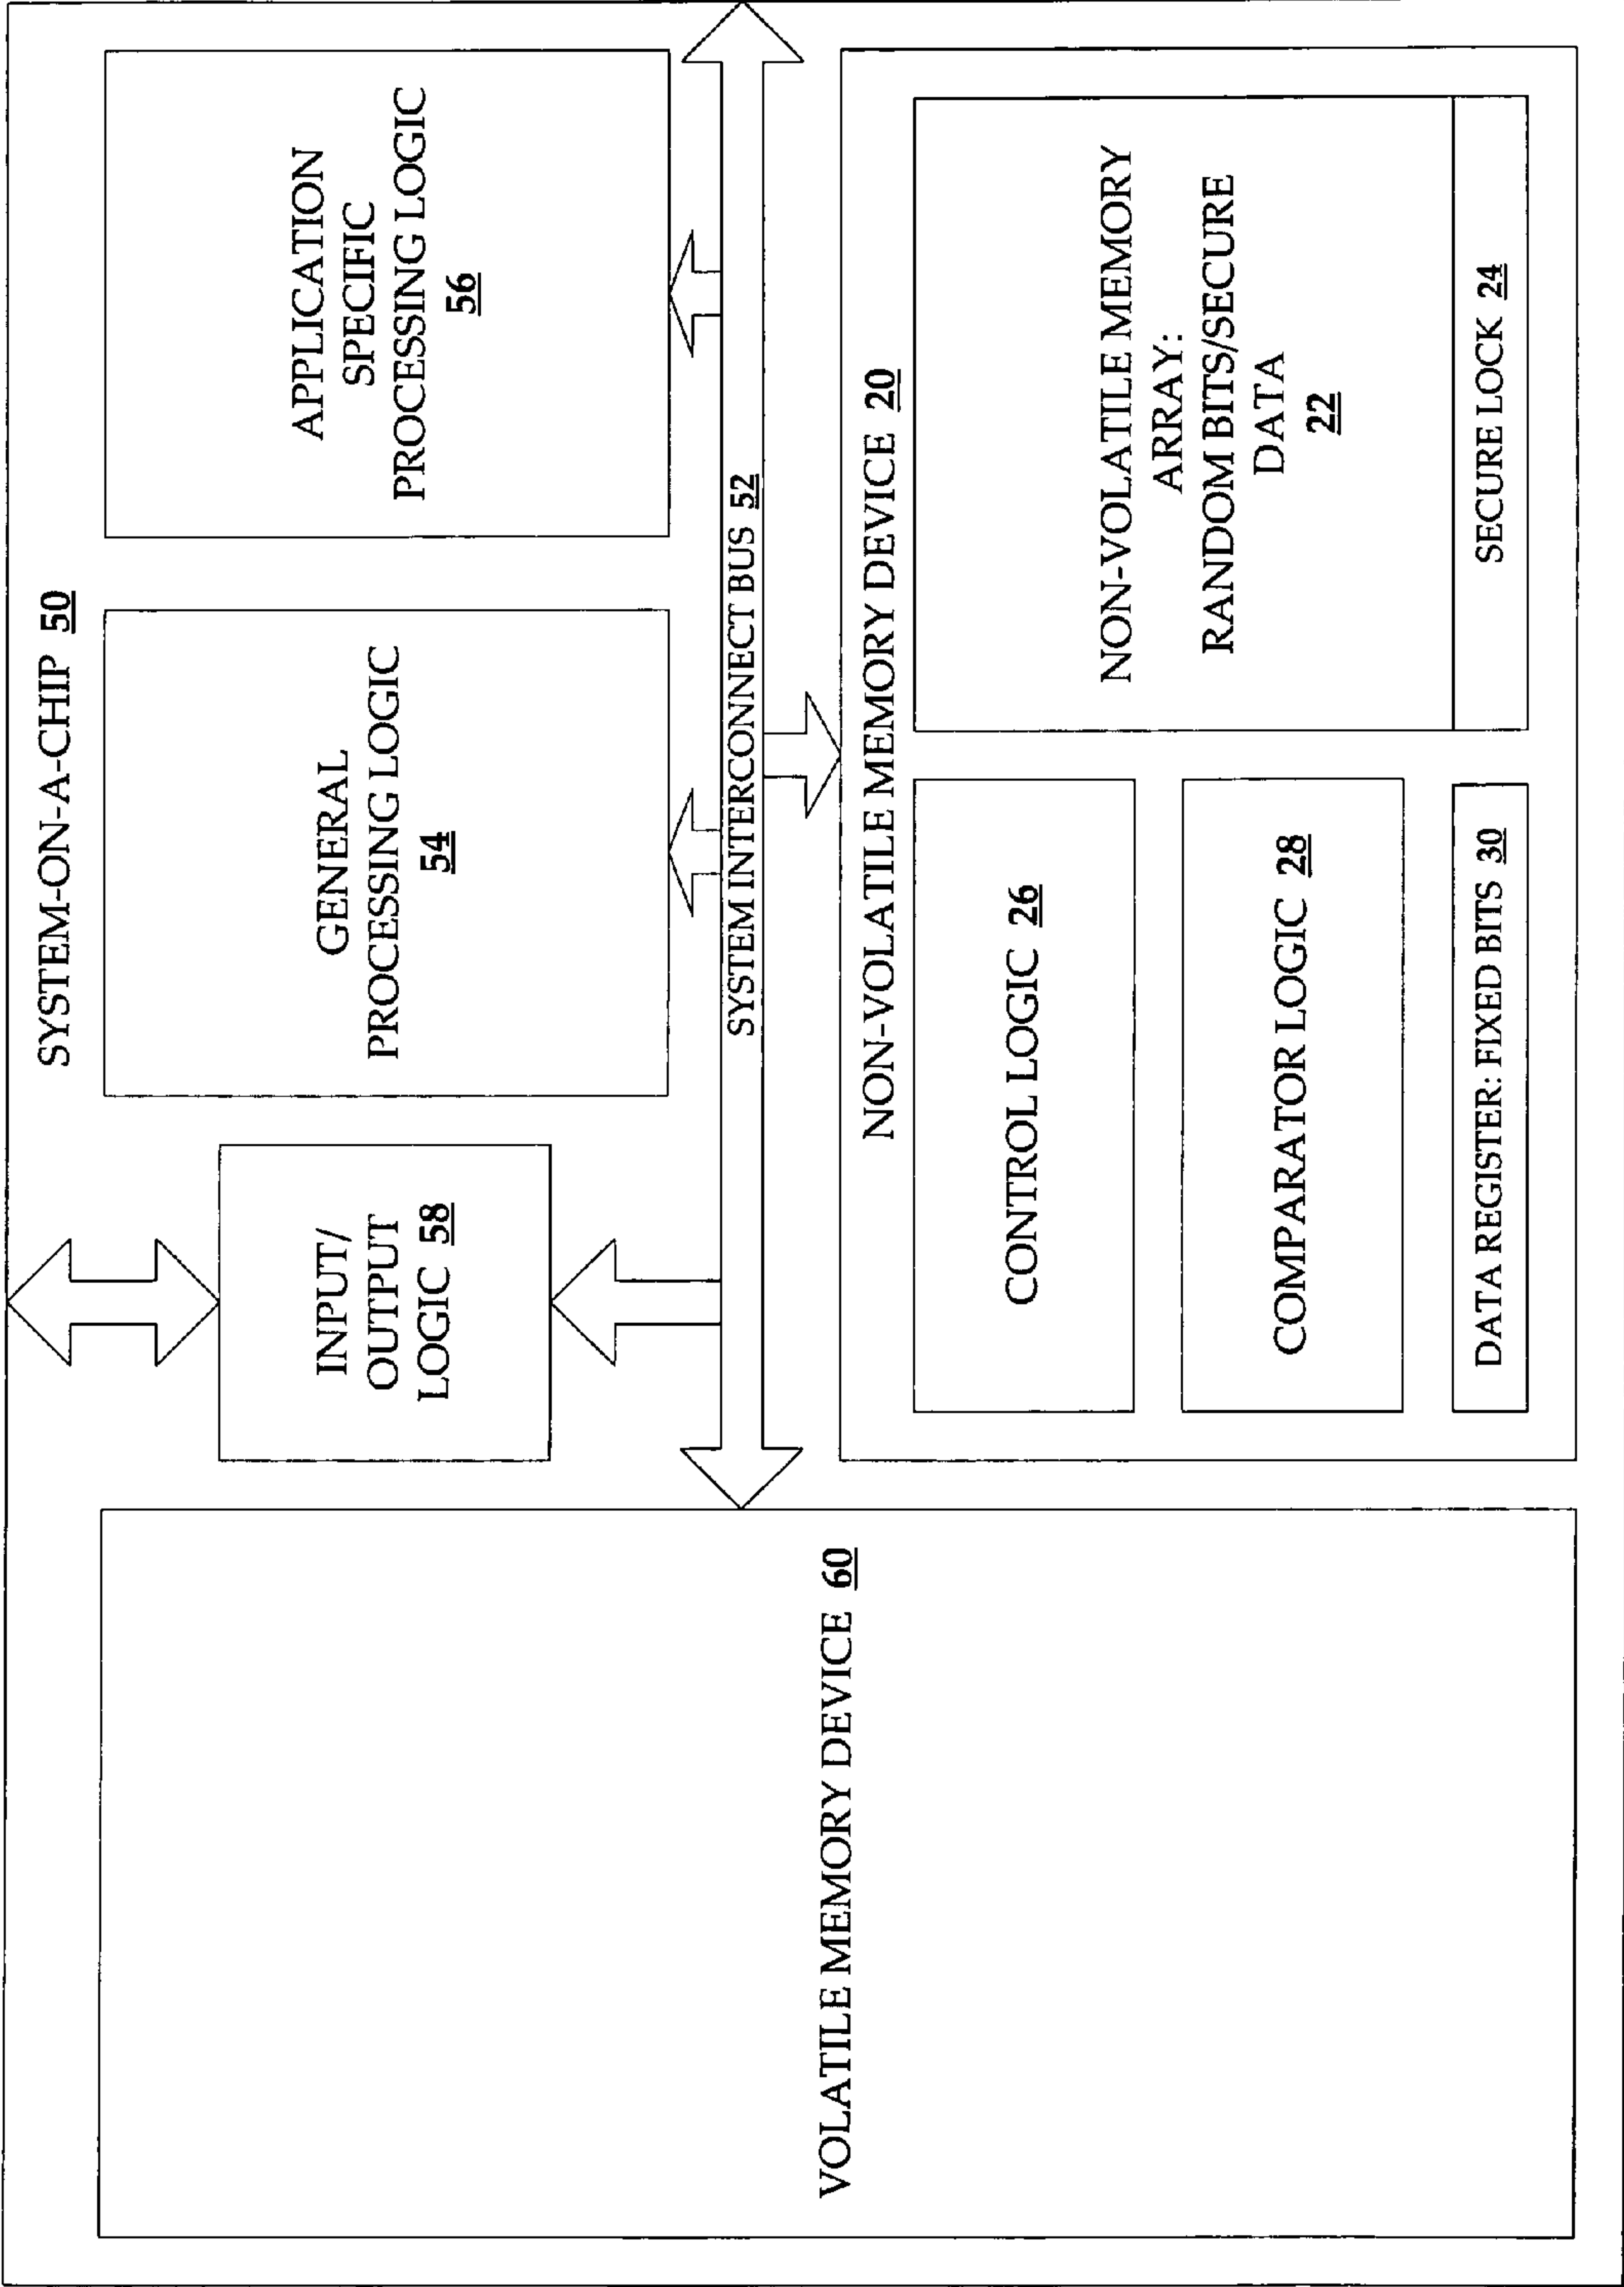 SYSTEM-ON-A-CHIP 50
VOLATILE MEMORY DEVICE 60
INPUT/
OUTPUT
LOGIC 58
GENERAL
PROCESSING LOGIC
54
APPLICATION
SPECIFIC
PROCESSING LOGIC
56
SYSTEM INTERCONNECT BUS 52
NON-VOLATILE MEMORY DEVICE 20
CONTROL LOGIC 26
COMPARATOR LOGIC 28
DATA REGISTER: FIXED BITS 30
NON-VOLATILE MEMORY
ARRAY:
RANDOM BITS/SECURE
DATA
22
SECURE LOCK 24